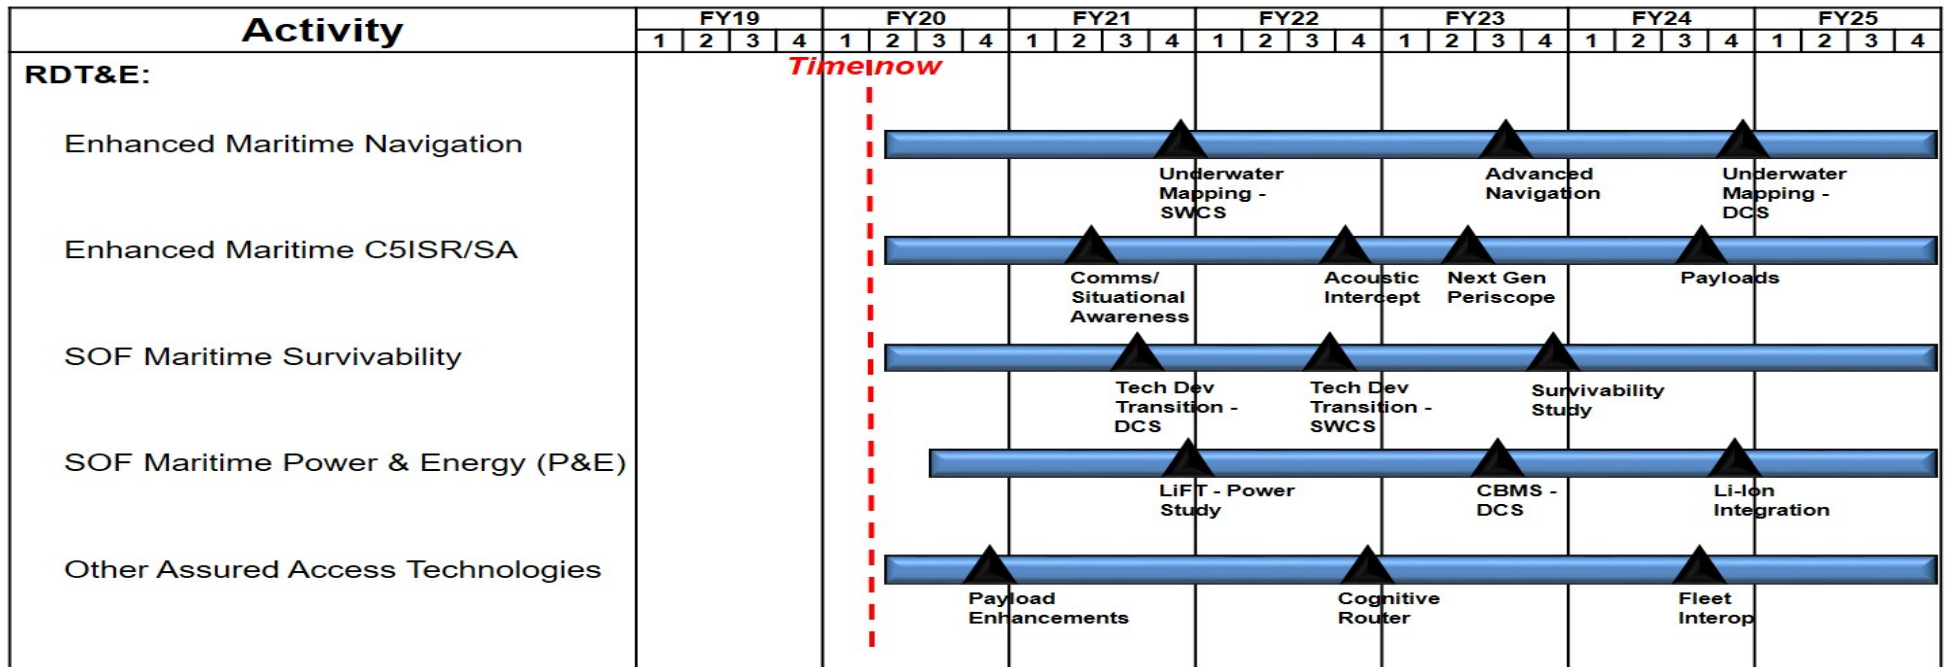 Activity
FY19 FY20 FY21 FY22 FY23 FY24 FY25
1 2 3 4 1 2 3 4 1 2 3 4 1 2 3 4 1 2 3 4 1 2 3 4 1 2 3 4
Time now
RDT&E:
Enhanced Maritime Navigation
Underwater
Mapping -
SWCS
Advanced
Navigation
Underwater
Mapping -
DCS
Enhanced Maritime C5ISR/SA
Comms/
Situational
Awareness
Acoustic
Intercept
Next Gen
Periscope
Payloads
SOF Maritime Survivability
Tech Dev
Transition -
DCS
Tech Dev
Transition -
SWCS
Survivability
Study
SOF Maritime Power & Energy (P&E)
LiFT - Power
Study
CBMS -
DCS
Li-Ion
Integration
Other Assured Access Technologies
Payload
Enhancements
Cognitive
Router
Fleet
Interop